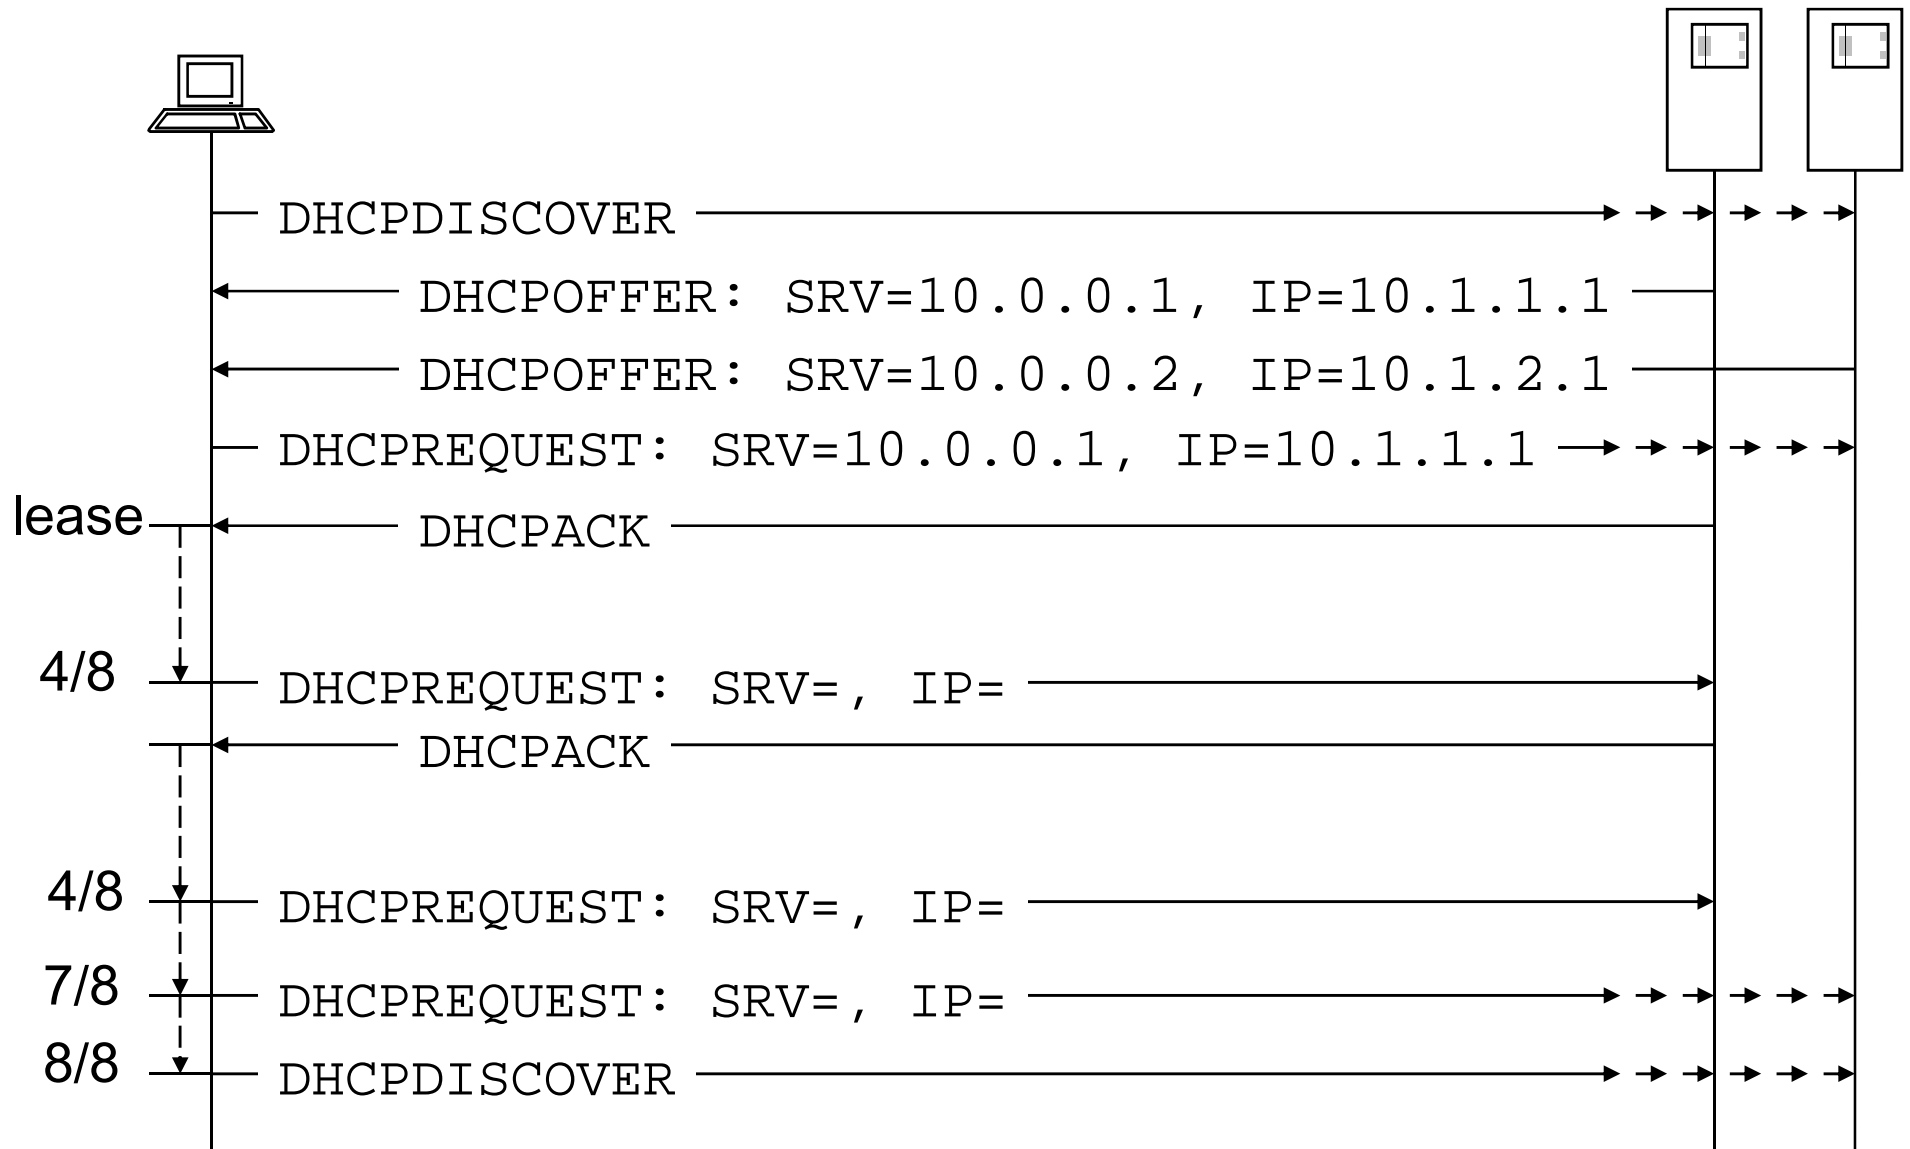 DHCPDISCOVER
DHCPOFFER: SRV=10.0.0.1, IP=10.1.1.1
DHCPOFFER: SRV=10.0.0.2, IP=10.1.2.1
DHCPREQUEST: SRV=10.0.0.1, IP=10.1.1.1
lease DHCPACK
4/8 DHCPREQUEST: SRV=, IP=
DHCPACK
4/8 DHCPREQUEST: SRV=, IP=
7/8 DHCPREQUEST: SRV=, IP=
8/8 DHCPDISCOVER